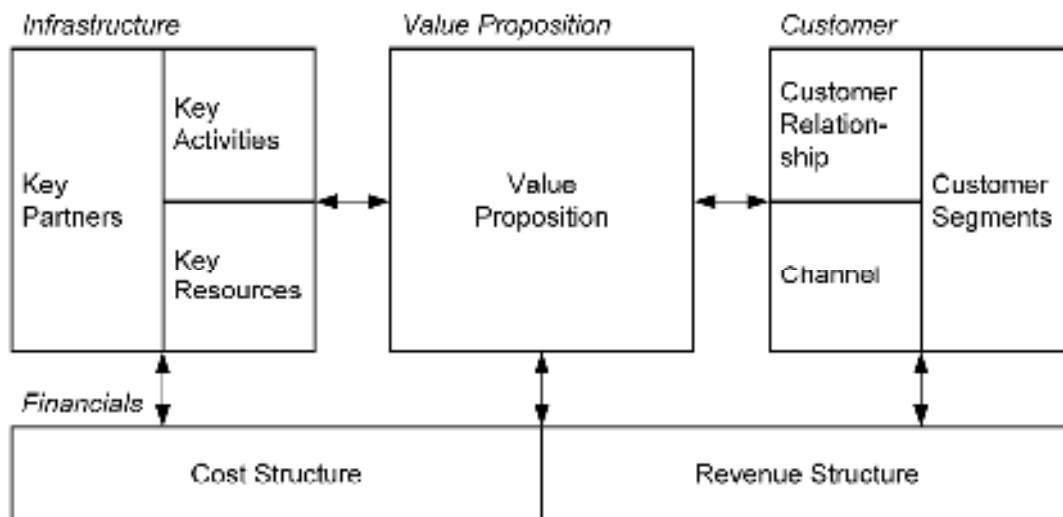 Infrastructure
Value Proposition
Customer
Key
Partners
Key
Activities
Key
Resources
Value
Proposition
Customer
Relation-
ship
Channel
Customer
Segments
Financials
Cost Structure
Revenue Structure